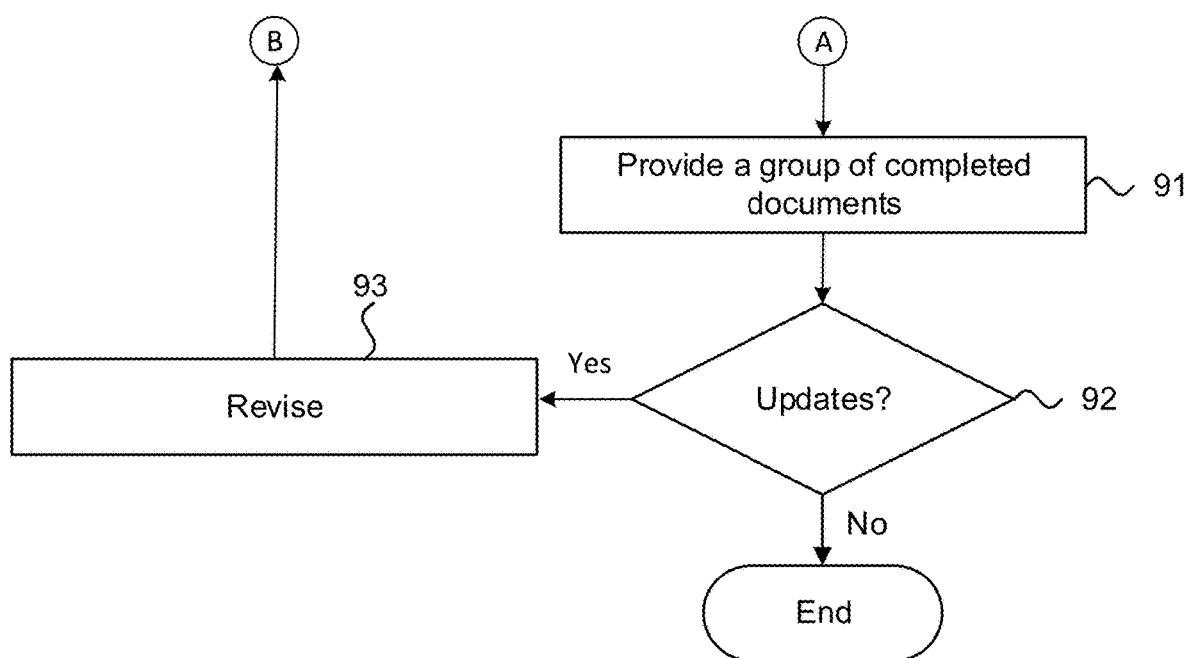 B
A
Provide a group of completed
documents
91
93
Yes
Revise
Updates?
92
No
End